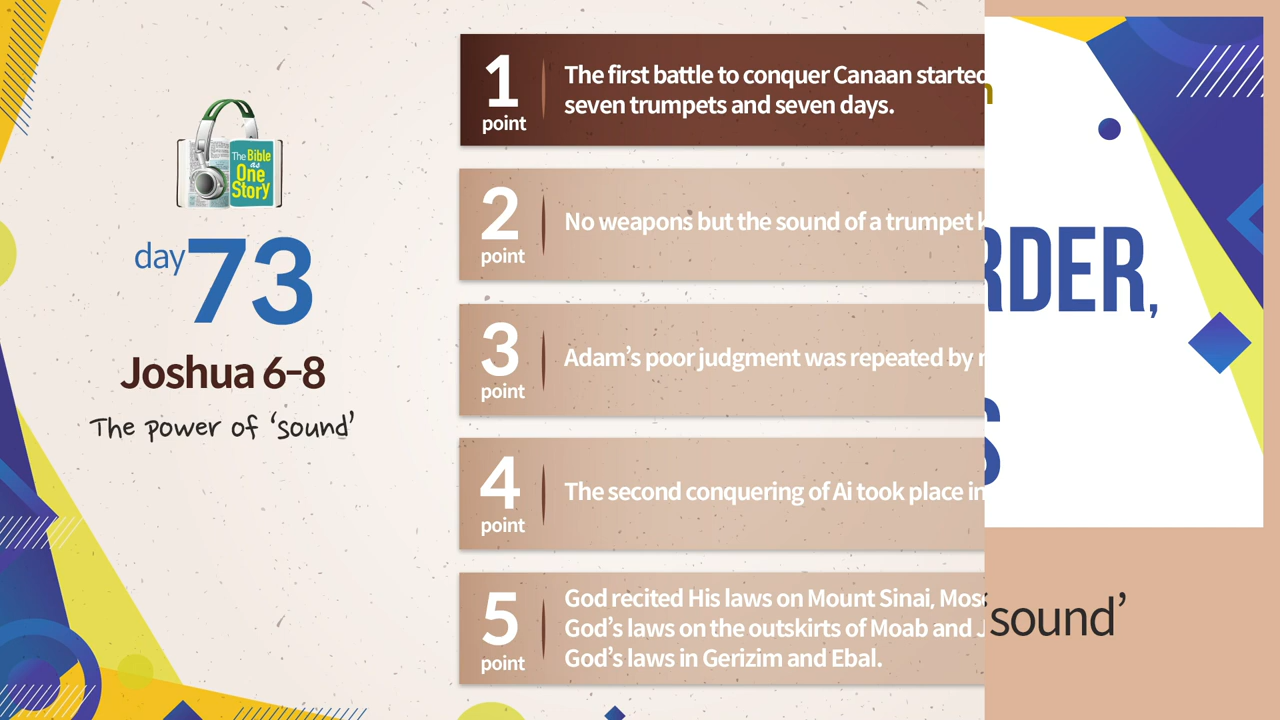 The Bible
as
One
Story
day73
Joshua 6-8
The power of ‘sound’
1
point
The first battle to conquer Canaan started
seven trumpets and seven days.
2
point
No weapons but the sound of a trumpet
3
point
Adam’s poor judgment was repeated by
4
point
The second conquering of Ai took place in
5
point
God recited His laws on Mount Sinai,
God’s laws on the outskirts of Moab and
God’s laws in Gerizim and Ebal.
RDER,
S
‘sound’